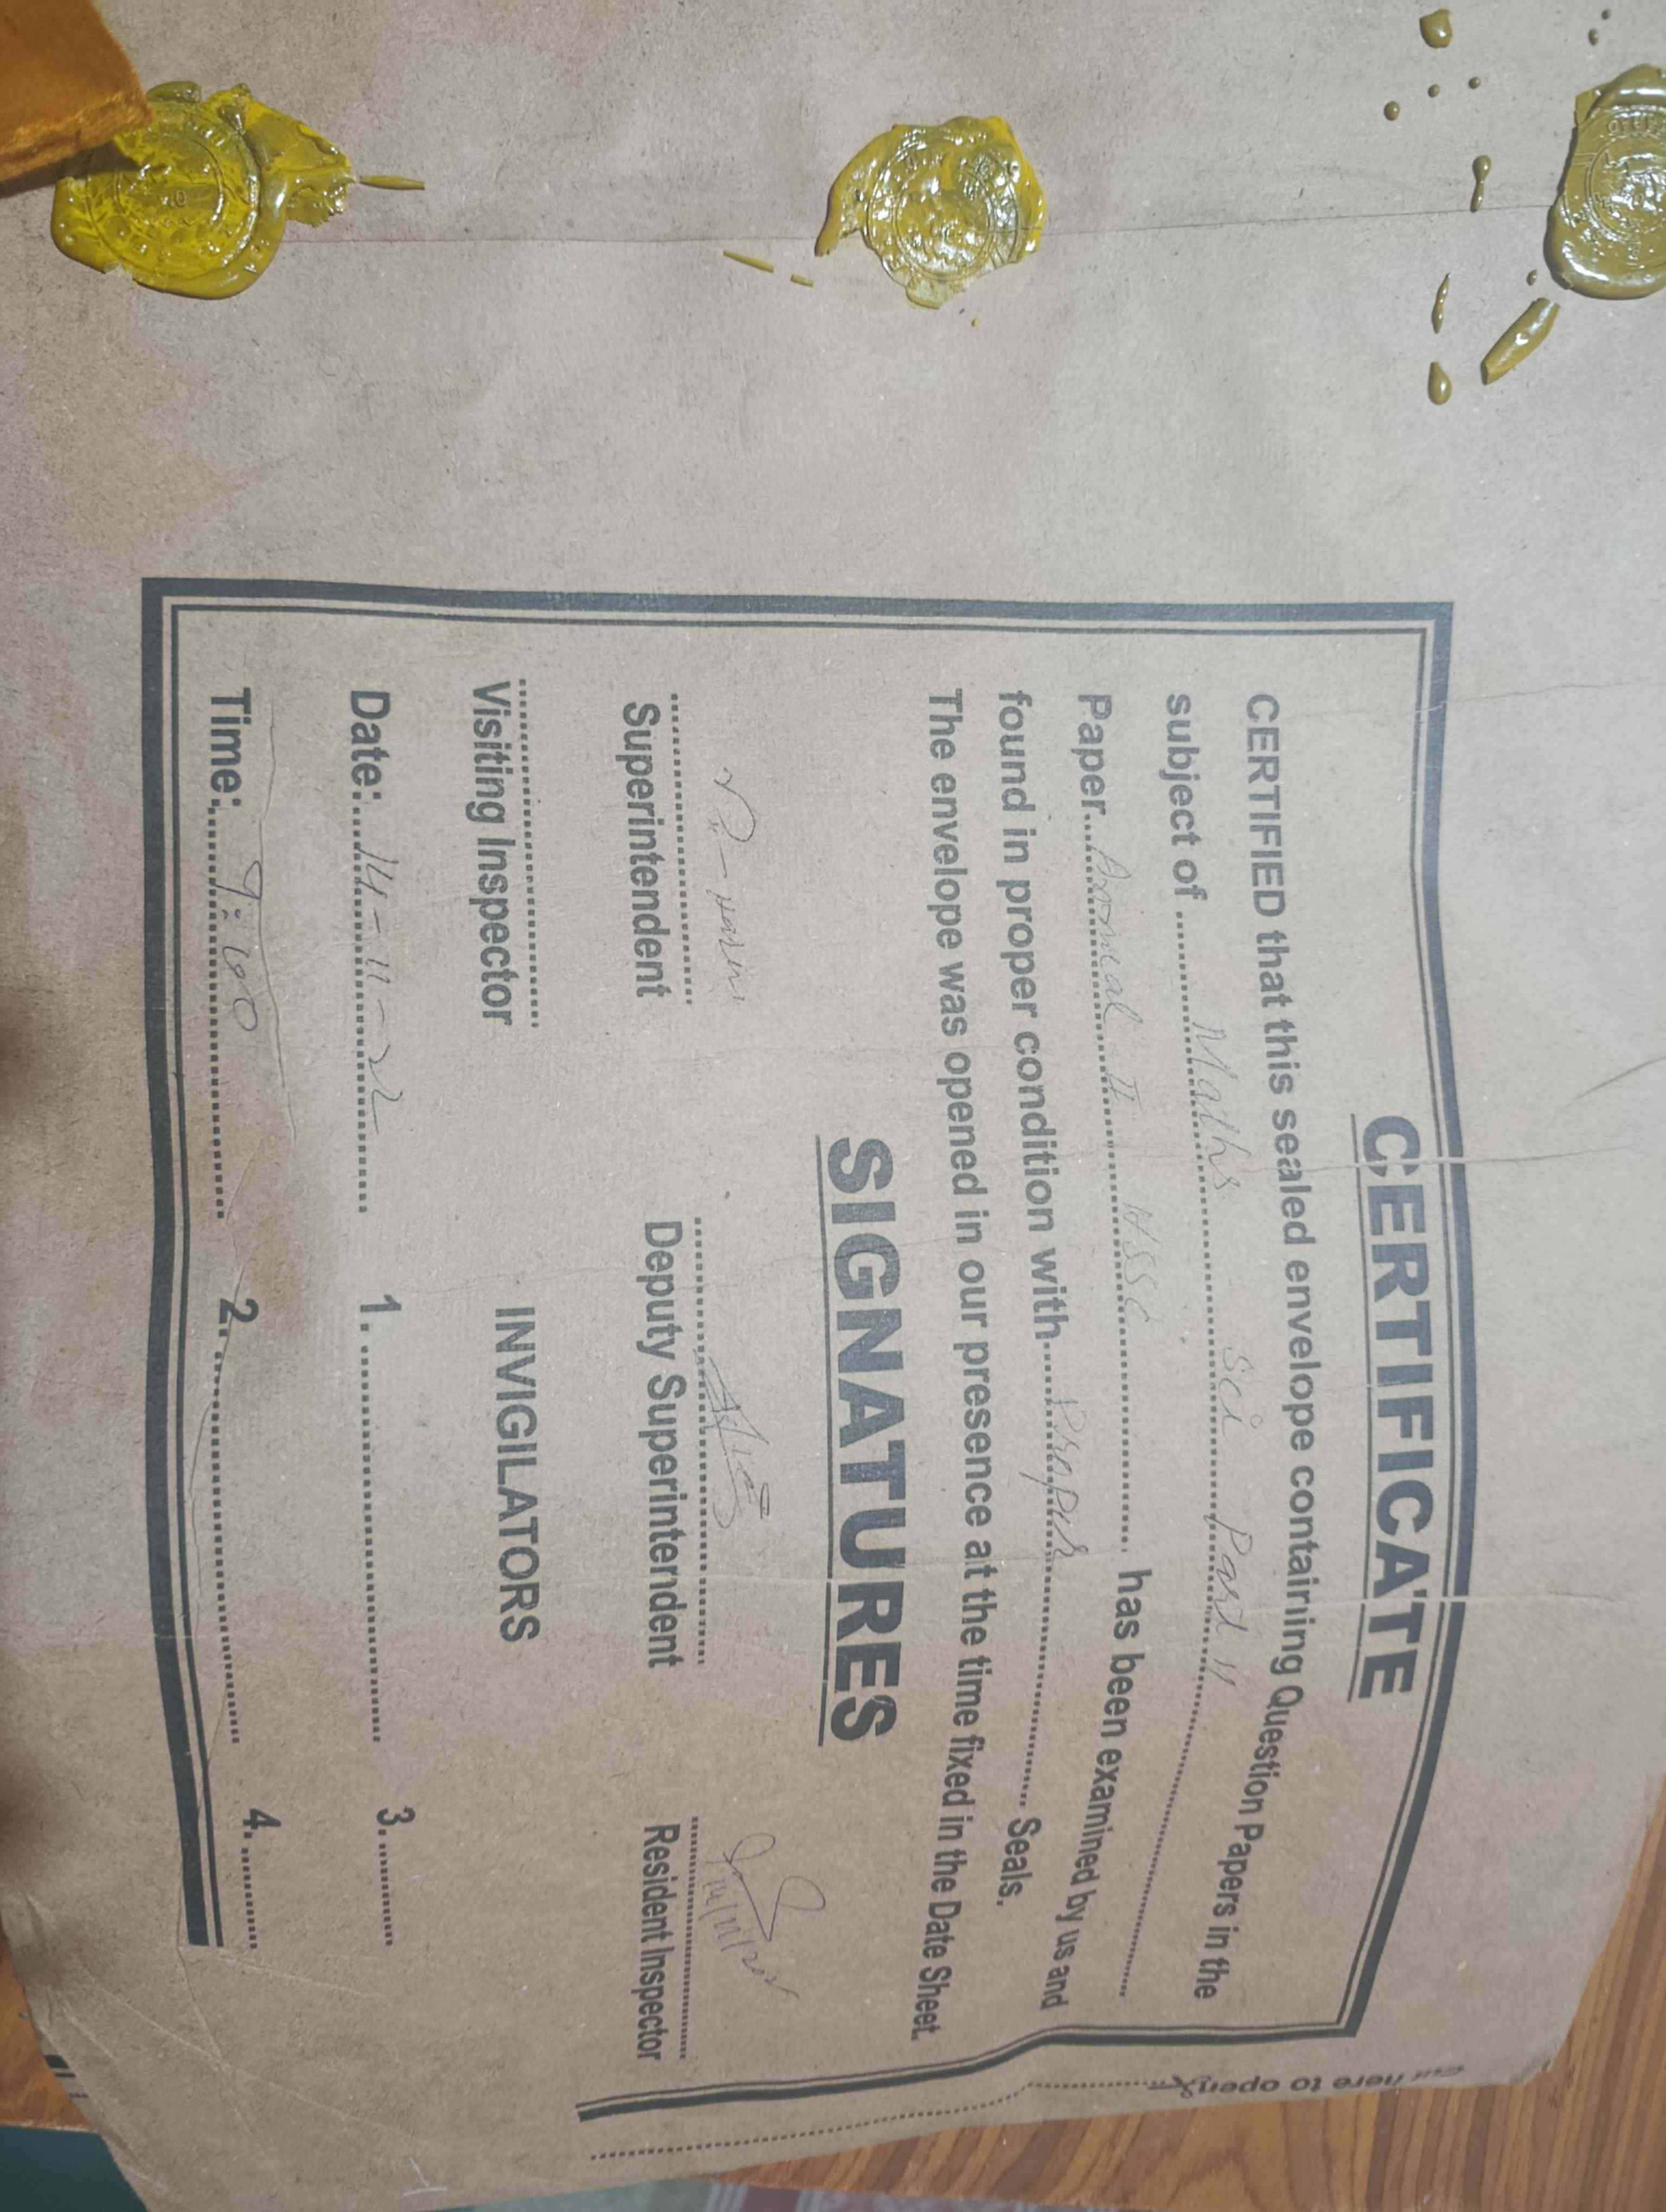 CERTIFICATE
CERTIFIED that this sealed envelope containing Question Papers in the
subject of ........ Maths Sci Part II ........
Paper... Annual II HSSC ........ has been examined by us and
found in proper condition with... Proper ........ Seals.
The envelope was opened in our presence at the time fixed in the Date Sheet.
SIGNATURES
14/11/22
Superintendent Deputy Superintendent Resident Inspector
Visiting Inspector INVIGILATORS
Date:.... 14-11-22 ........ 1. ........ 3. ........
Time:.... 9:00 ........ 2. ........ 4. ........
cut here to open